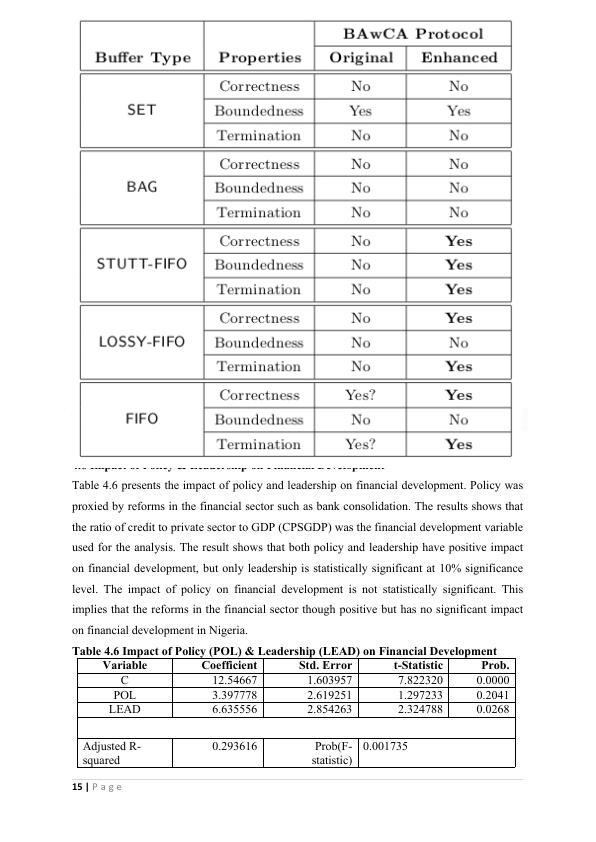 BAwCA Protocol
Buffer Type Properties Original Enhanced
SET
Correctness No No
Boundedness Yes Yes
Termination No No
BAG
Correctness No No
Boundedness No No
Termination No No
STUTT-FIFO
Correctness No Yes
Boundedness No Yes
Termination No Yes
LOSSY-FIFO
Correctness No Yes
Boundedness No No
Termination No Yes
FIFO
Correctness Yes? Yes
Boundedness No No
Termination Yes? Yes
Impact of Policy & Leadership on Financial Development
Table 4.6 presents the impact of policy and leadership on financial development. Policy was
proxied by reforms in the financial sector such as bank consolidation. The results shows that
the ratio of credit to private sector to GDP (CPSGDP) was the financial development variable
used for the analysis. The result shows that both policy and leadership have positive impact
on financial development, but only leadership is statistically significant at 10% significance
level. The impact of policy on financial development is not statistically significant. This
implies that the reforms in the financial sector though positive but has no significant impact
on financial development in Nigeria.
Table 4.6 Impact of Policy (POL) & Leadership (LEAD) on Financial Development
Variable Coefficient Std. Error t-Statistic Prob.
C 12.54667 1.603957 7.822320 0.0000
POL 3.397778 2.619251 1.297233 0.2041
LEAD 6.635556 2.854263 2.324788 0.0268
Adjusted R- 0.293616 Prob(F- 0.001735
squared statistic)
15 | P a g e